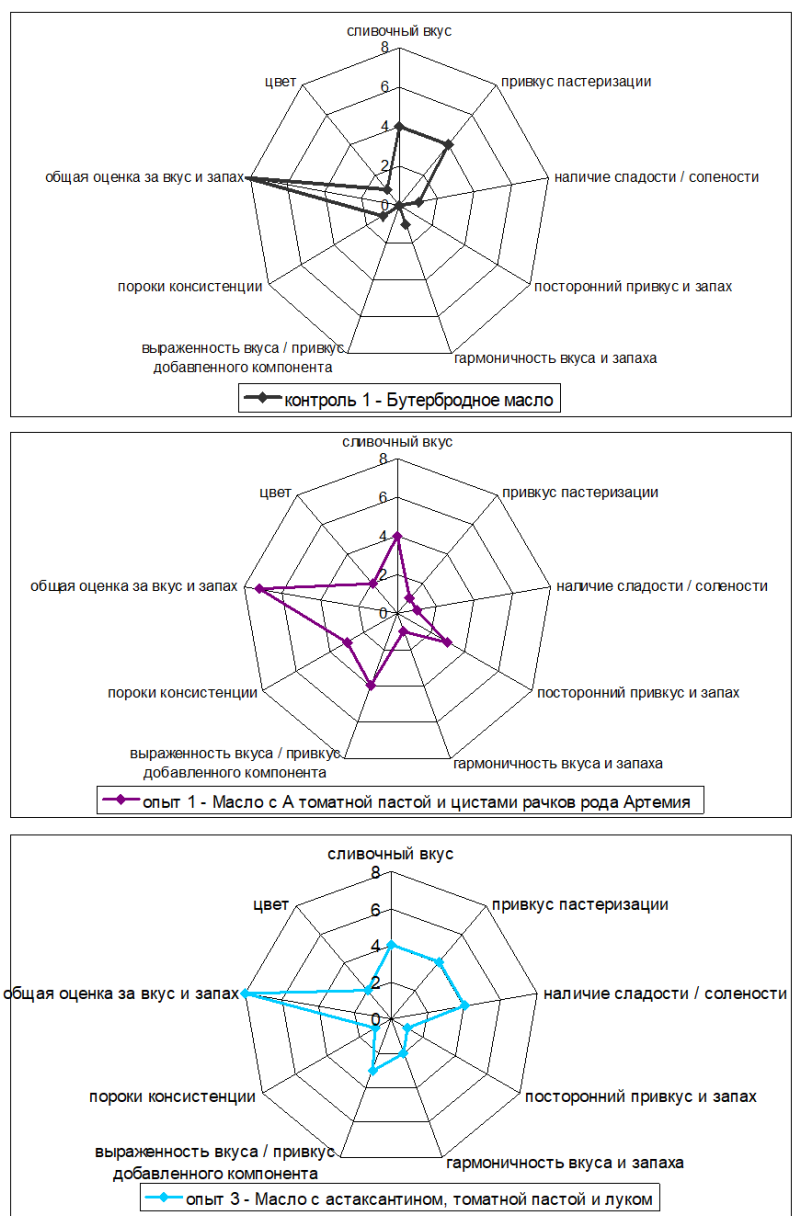 сливочный вкус
8
цвет
привкус пастеризации
6
4
2
общая оценка за вкус и запах
наличие сладости / солености
0
пороки консистенции
посторонний привкус и запах
выраженность вкуса / привкус
добавленного компонента
гармоничность вкуса и запаха
контроль 1 - Бутербродное масло
сливочный вкус
8
цвет
привкус пастеризации
6
4
2
общая оценка за вкус и запах
наличие сладости / солености
0
пороки консистенции
посторонний привкус и запах
выраженность вкуса / привкус
добавленного компонента
гармоничность вкуса и запаха
опыт 1 - Масло с А томатной пастой и цистами рачков рода Артемия
сливочный вкус
8
цвет
привкус пастеризации
6
4
2
общая оценка за вкус и запах
наличие сладости / солености
0
пороки консистенции
посторонний привкус и запах
выраженность вкуса / привкус
добавленного компонента
гармоничность вкуса и запаха
опыт 3 - Масло с астаксантином, томатной пастой и луком